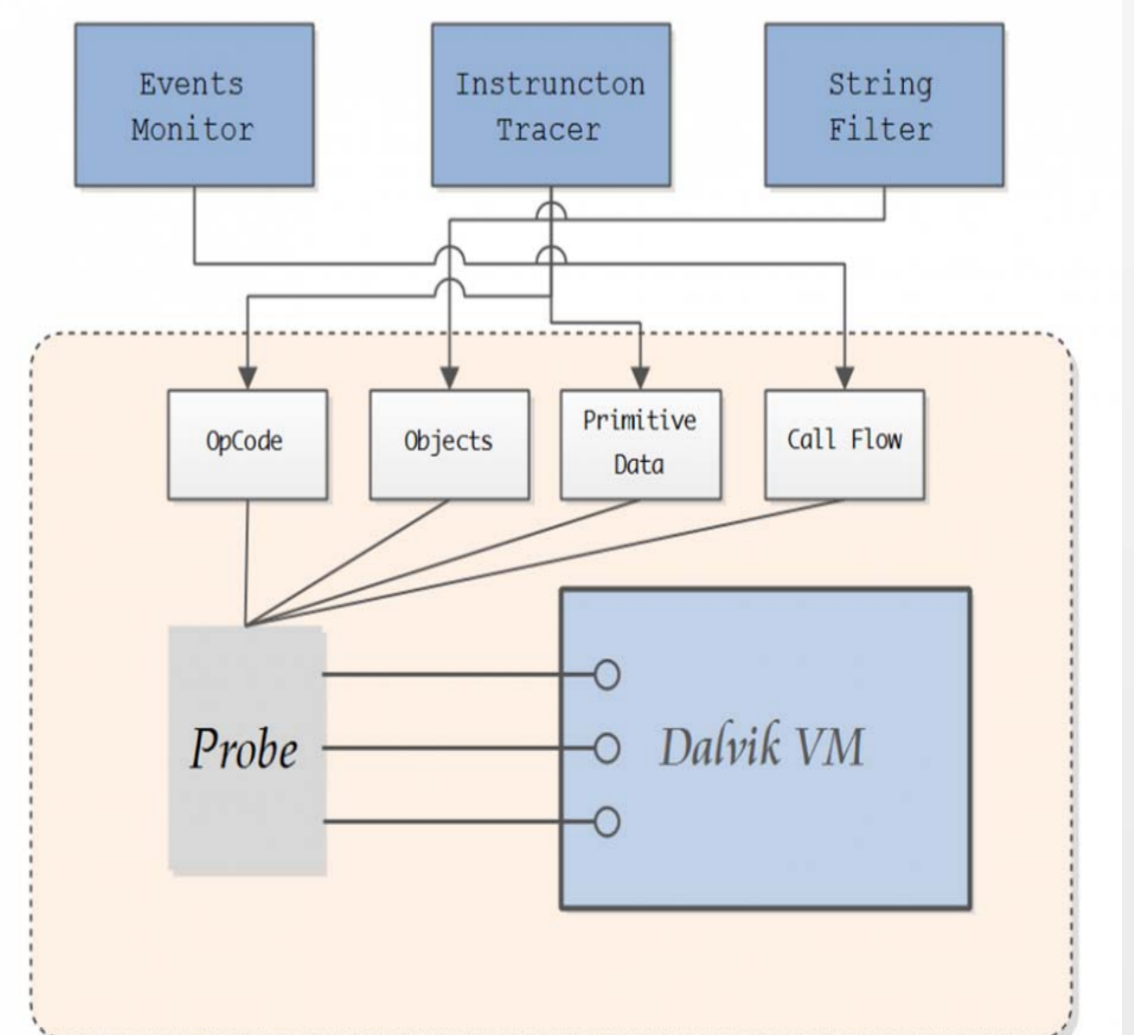 Events
Monitor
Instruncton
Tracer
String
Filter
OpCode
Objects
Primitive
Data
Call Flow
Probe
Dalvik VM